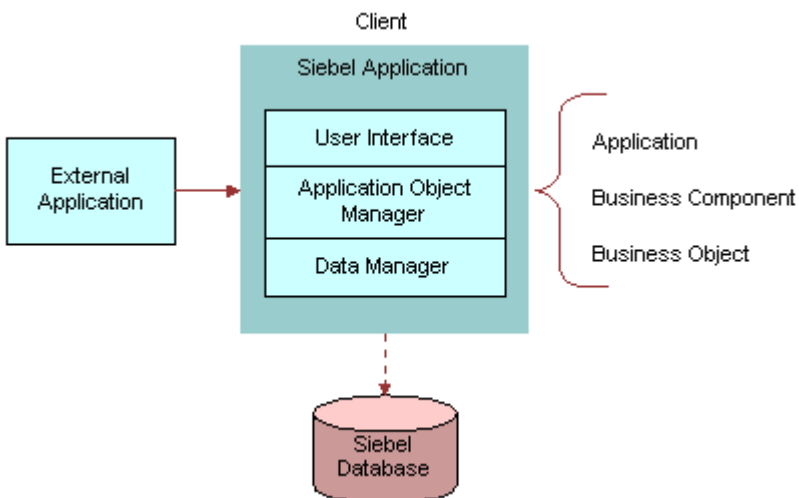 Client
Siebel Application
User Interface
Application Object
Manager
Data Manager
External
Application
Application
Business Component
Business Object
Siebel
Database